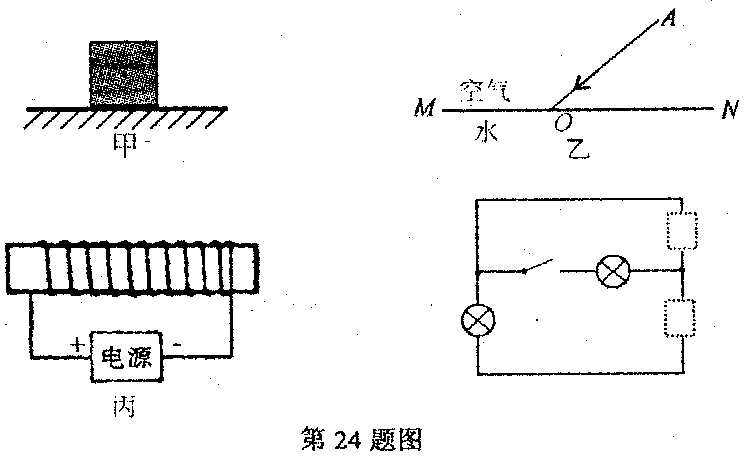 A
M 空气 N
水 O
甲 乙
+ 电源 -
丙
第24题图